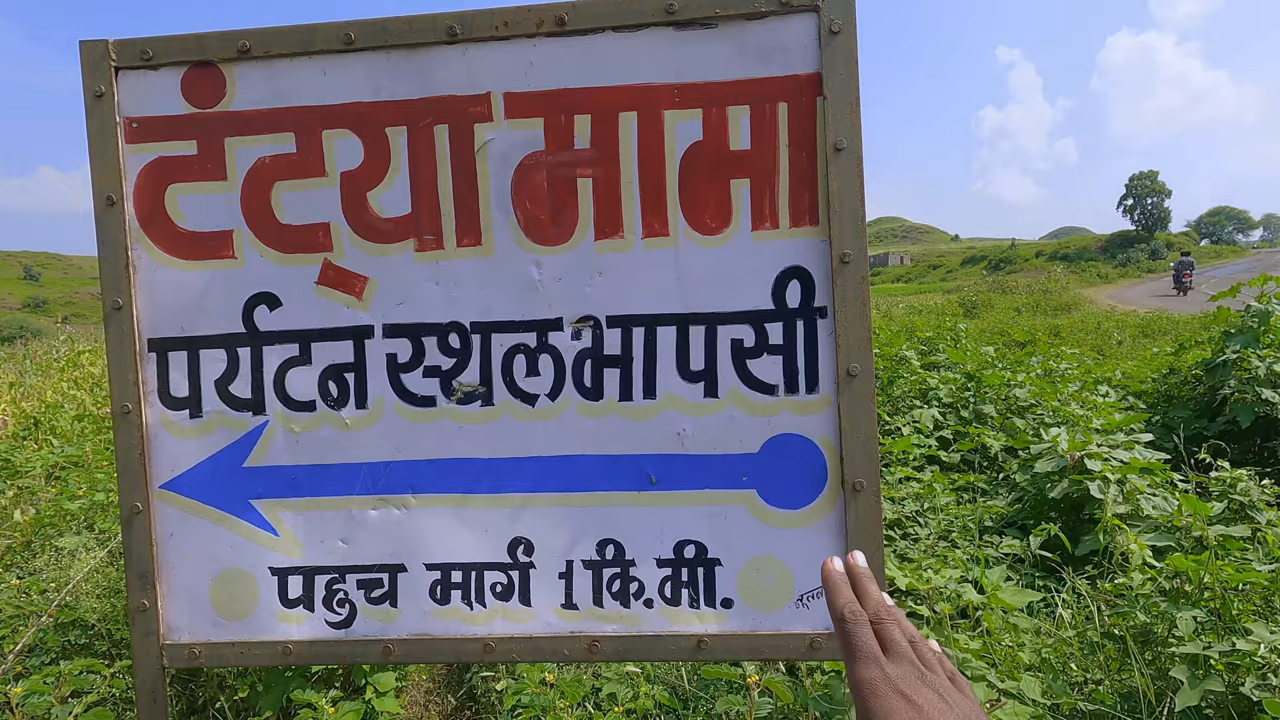 टंट्या मामा
पर्यटन स्थल भापसी
पहुच मार्ग 1 कि.मी.